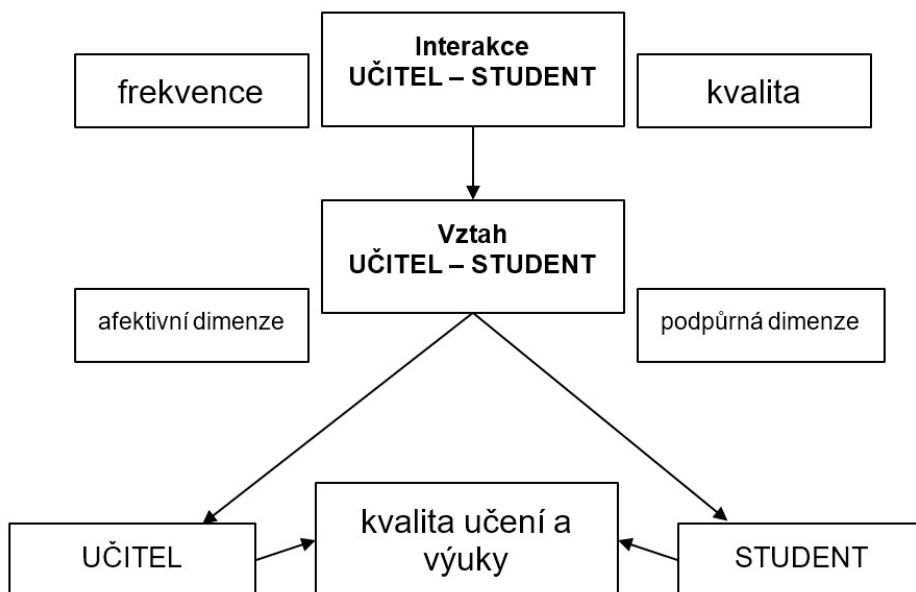 Interakce
UČITEL – STUDENT
frekvence
kvalita
Vztah
UČITEL – STUDENT
afektivní dimenze
podpůrná dimenze
kvalita učení a
výuky
UČITEL
STUDENT